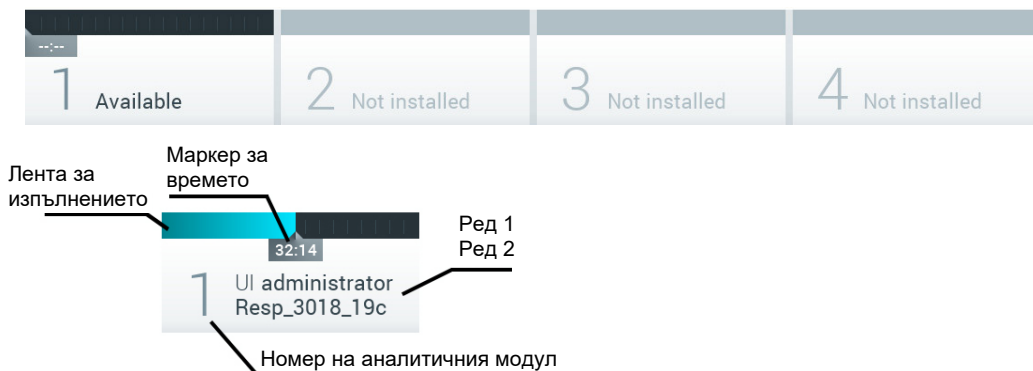 --:--
1 Available
2 Not installed
3 Not installed
4 Not installed
Маркер за
времето
Лента за
изпълнението
Ред 1
Ред 2
32:14
1 UI administrator
Resp_3018_19c
Номер на аналитичния модул